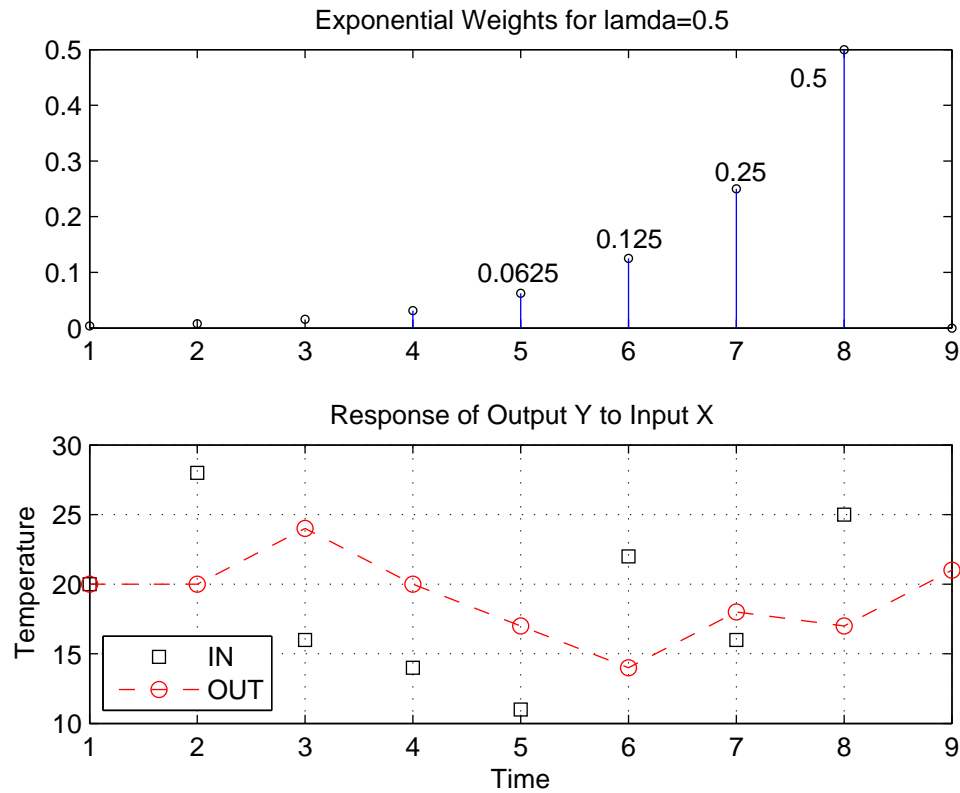 Exponential Weights for lamda=0.5
0.5
0.4
0.3
0.2
0.1
0
0.0625
0.125
0.25
0.5
1 2 3 4 5 6 7 8 9
Response of Output Y to Input X
Temperature
30
25
20
15
10
IN
OUT
1 2 3 4 5 6 7 8 9
Time